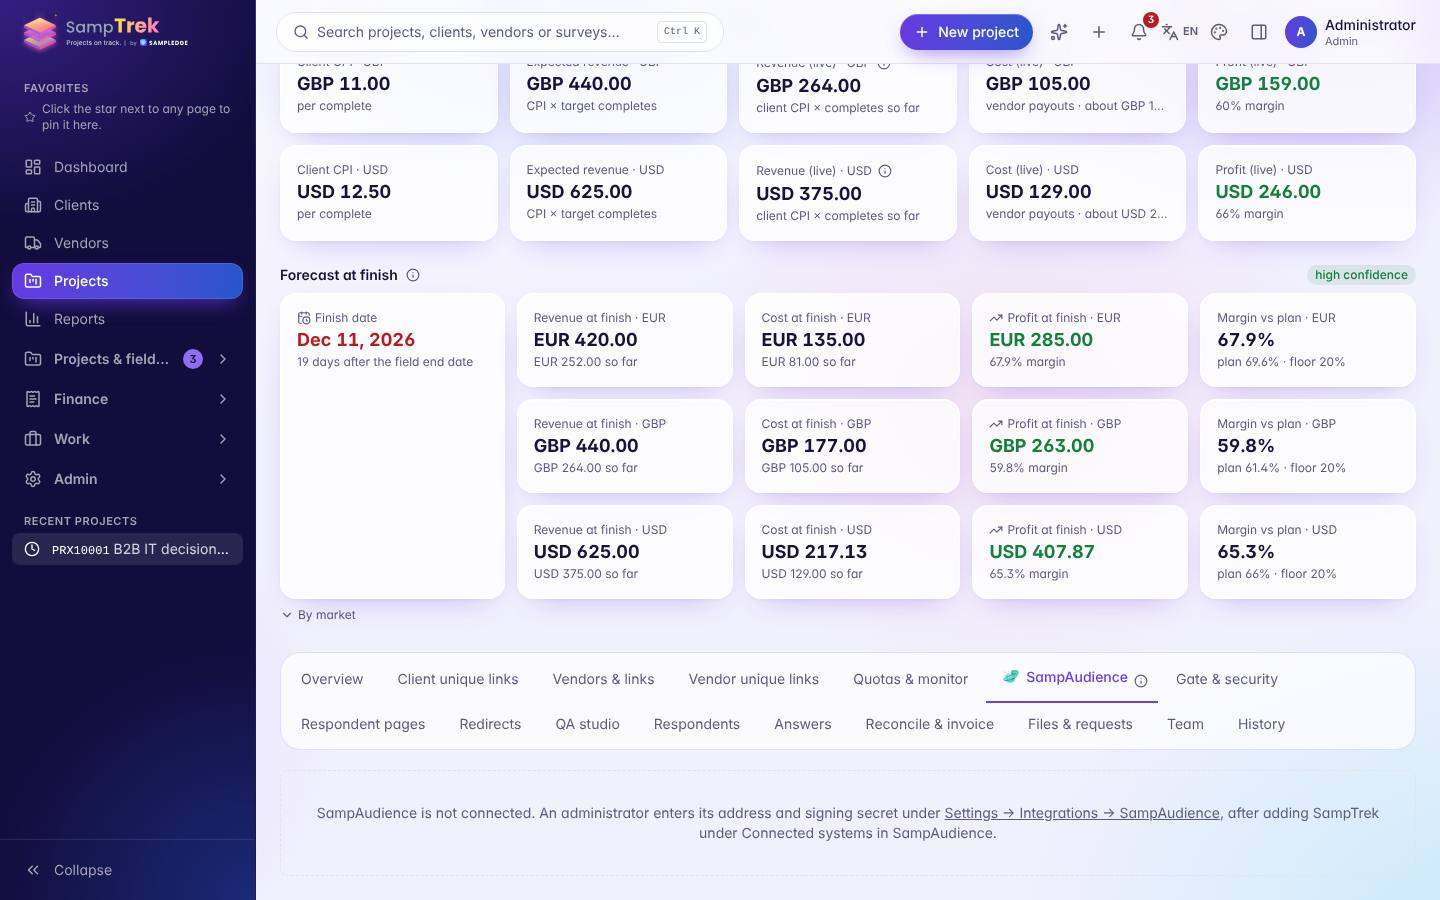 SampTrek
Projects on track. | by SAMPLEDGE
Search projects, clients, vendors or surveys...
Ctrl K
New project
3
EN
A
Administrator
Admin
FAVORITES
Click the star next to any page to
pin it here.
Dashboard
Clients
Vendors
Projects
Reports
Projects & field... 3
Finance
Work
Admin
RECENT PROJECTS
PRX10001 B2B IT decision...
Collapse
Client CPI · GBP
GBP 11.00
per complete
Expected revenue · GBP
GBP 440.00
CPI × target completes
Revenue (live) · GBP
GBP 264.00
client CPI × completes so far
Cost (live) · GBP
GBP 105.00
vendor payouts · about GBP 1...
Profit (live) · GBP
GBP 159.00
60% margin
Client CPI · USD
USD 12.50
per complete
Expected revenue · USD
USD 625.00
CPI × target completes
Revenue (live) · USD
USD 375.00
client CPI × completes so far
Cost (live) · USD
USD 129.00
vendor payouts · about USD 2...
Profit (live) · USD
USD 246.00
66% margin
Forecast at finish
high confidence
Finish date
Dec 11, 2026
19 days after the field end date
Revenue at finish · EUR
EUR 420.00
EUR 252.00 so far
Cost at finish · EUR
EUR 135.00
EUR 81.00 so far
Profit at finish · EUR
EUR 285.00
67.9% margin
Margin vs plan · EUR
67.9%
plan 69.6% · floor 20%
Revenue at finish · GBP
GBP 440.00
GBP 264.00 so far
Cost at finish · GBP
GBP 177.00
GBP 105.00 so far
Profit at finish · GBP
GBP 263.00
59.8% margin
Margin vs plan · GBP
59.8%
plan 61.4% · floor 20%
Revenue at finish · USD
USD 625.00
USD 375.00 so far
Cost at finish · USD
USD 217.13
USD 129.00 so far
Profit at finish · USD
USD 407.87
65.3% margin
Margin vs plan · USD
65.3%
plan 66% · floor 20%
By market
Overview
Client unique links
Vendors & links
Vendor unique links
Quotas & monitor
SampAudience
Gate & security
Respondent pages
Redirects
QA studio
Respondents
Answers
Reconcile & invoice
Files & requests
Team
History
SampAudience is not connected. An administrator enters its address and signing secret under Settings → Integrations → SampAudience, after adding SampTrek
under Connected systems in SampAudience.